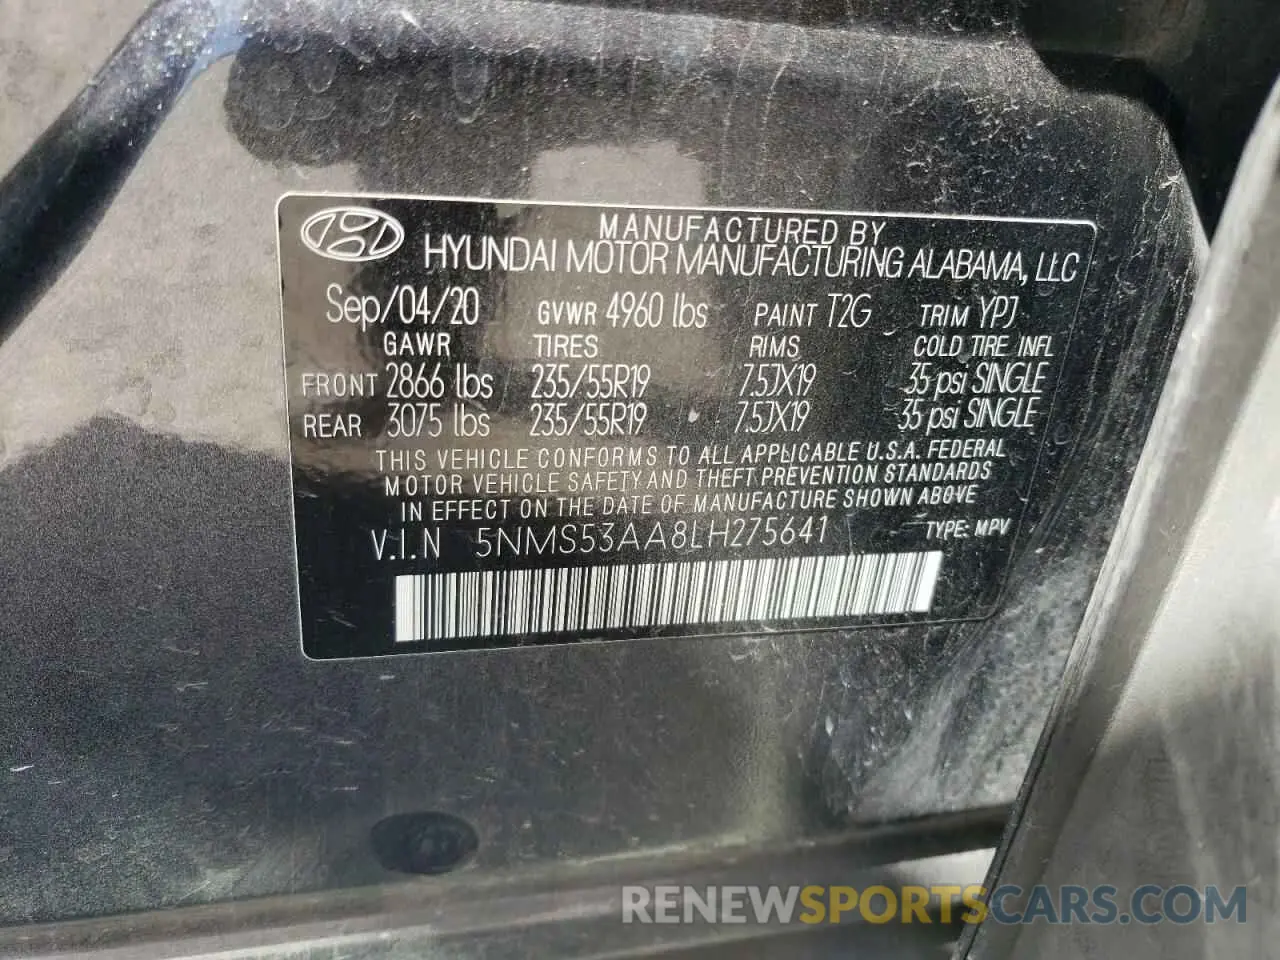 MANUFACTURED BY
HYUNDAI MOTOR MANUFACTURING ALABAMA, LLC
Sep/04/20 GVWR 4960 lbs PAINT T2G TRIM YPJ
GAWR TIRES RIMS COLD TIRE INFL
FRONT 2866 lbs 235/55R19 7.5JX19 35 psi SINGLE
REAR 3075 lbs 235/55R19 7.5JX19 35 psi SINGLE
THIS VEHICLE CONFORMS TO ALL APPLICABLE U.S.A. FEDERAL
MOTOR VEHICLE SAFETY AND THEFT PREVENTION STANDARDS
IN EFFECT ON THE DATE OF MANUFACTURE SHOWN ABOVE
V.I.N 5NMS53AA8LH275641 TYPE: MPV
RENEWSPORTSCARS.COM